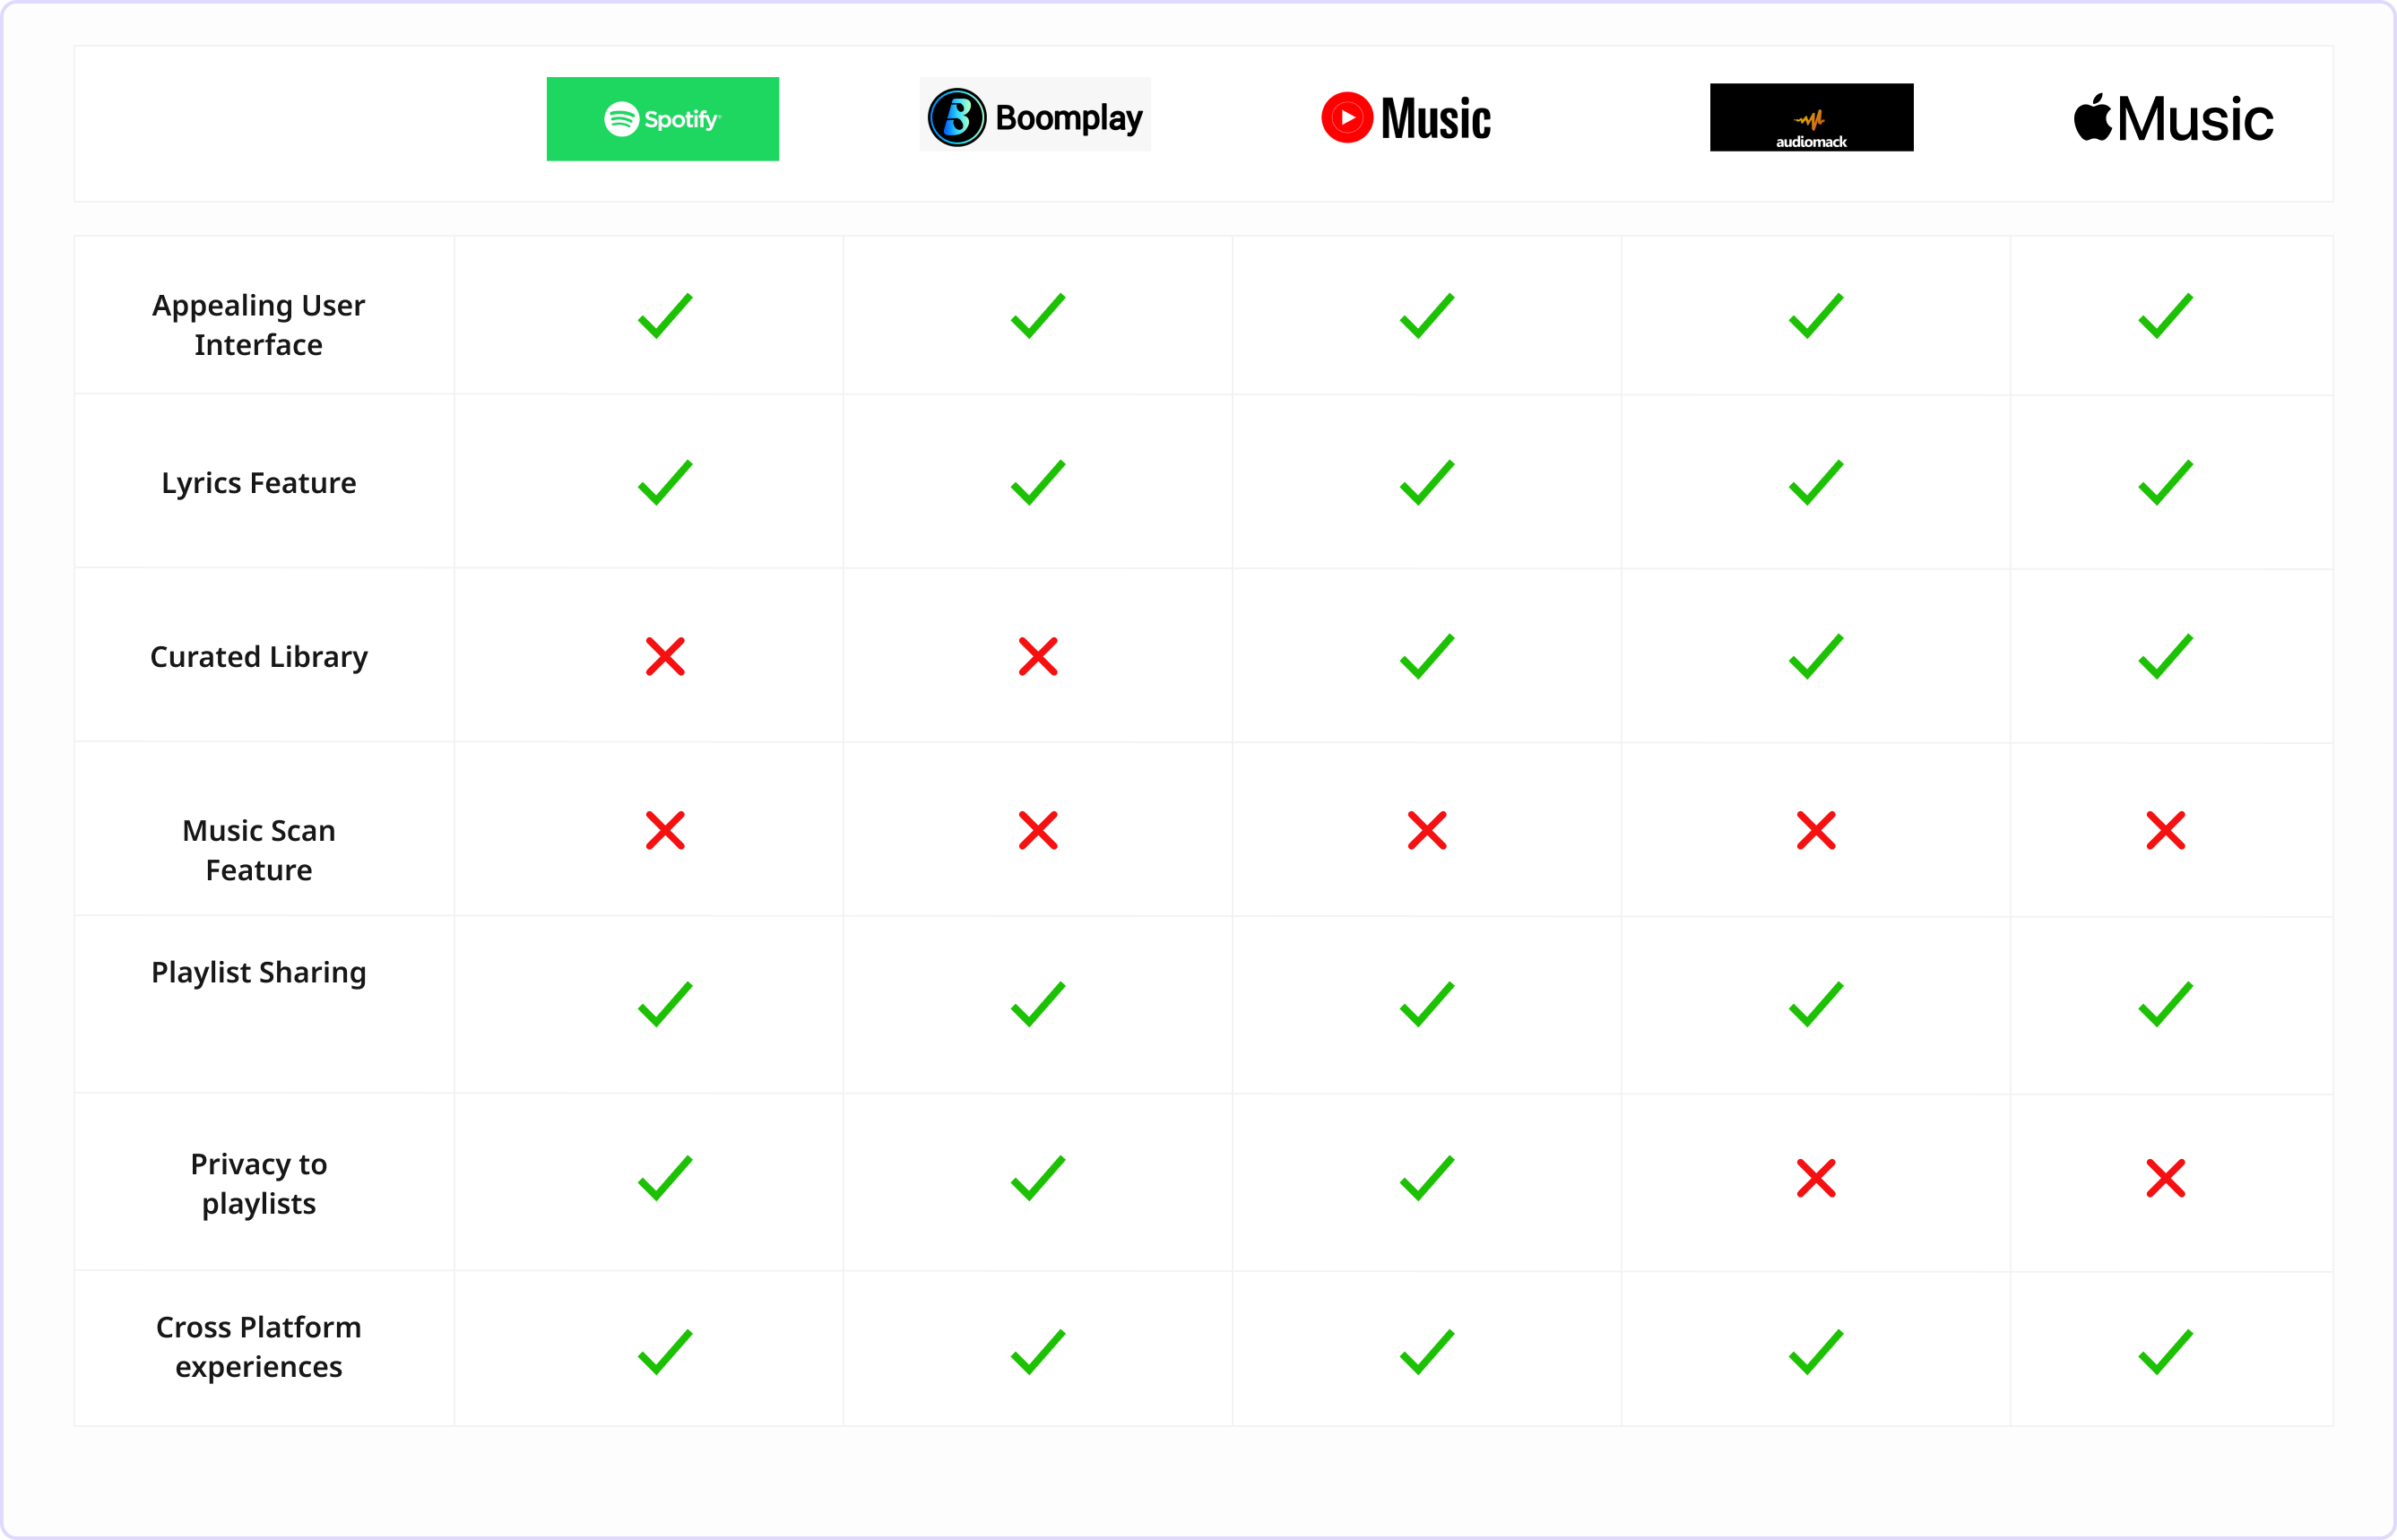 Spotify
Boomplay
Music
audiomack
Music
Appealing User
Interface
Lyrics Feature
Curated Library
Music Scan
Feature
Playlist Sharing
Privacy to
playlists
Cross Platform
experiences